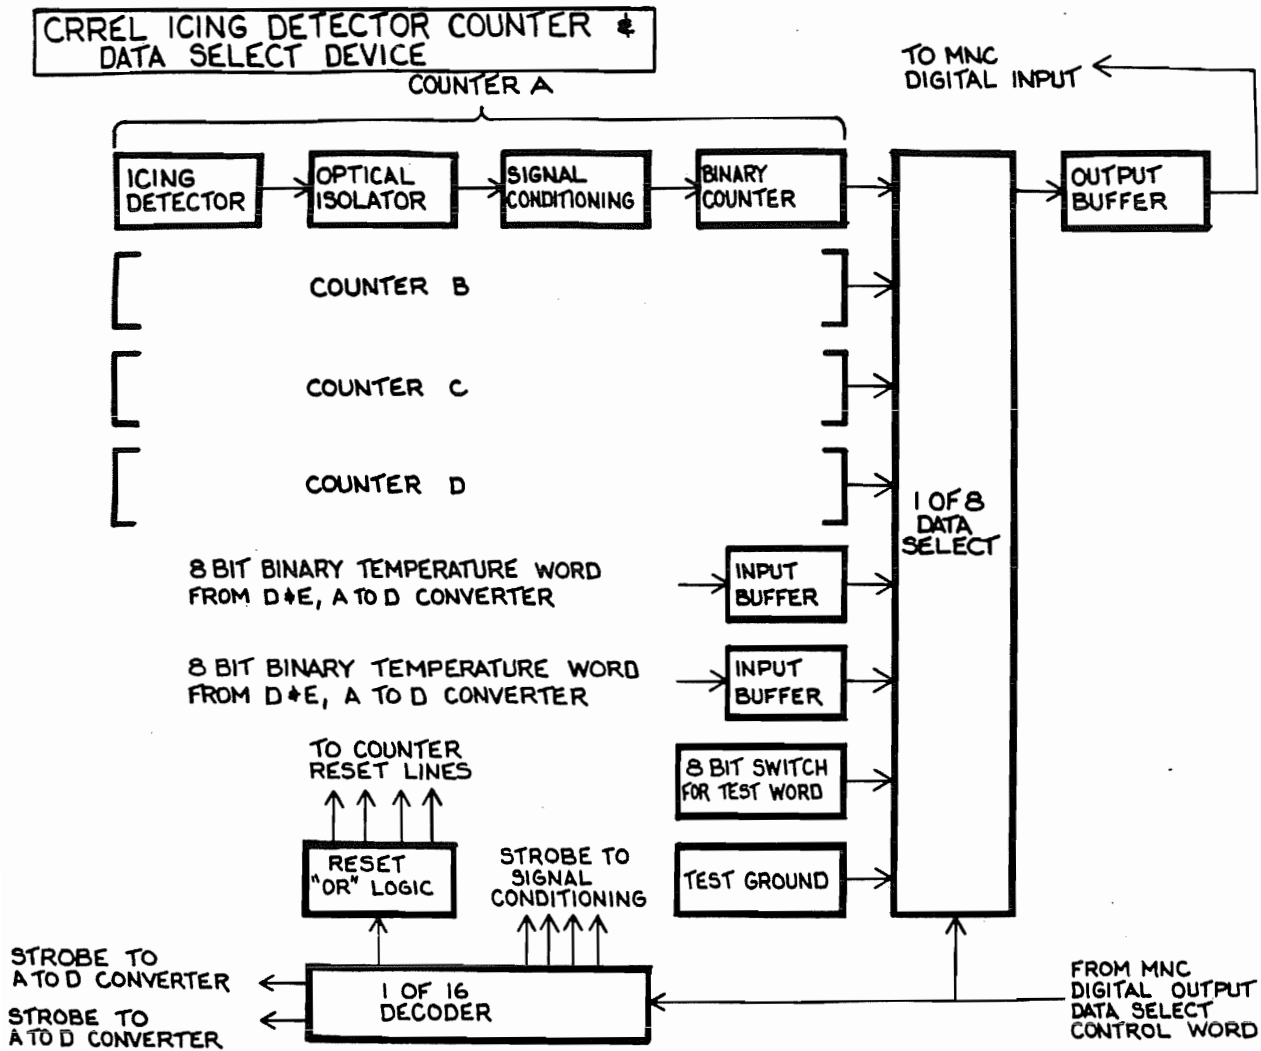 CRREL ICING DETECTOR COUNTER &
DATA SELECT DEVICE
COUNTER A
TO MNC
DIGITAL INPUT
ICING
DETECTOR
OPTICAL
ISOLATOR
SIGNAL
CONDITIONING
BINARY
COUNTER
OUTPUT
BUFFER
COUNTER B
COUNTER C
COUNTER D
1 OF 8
DATA
SELECT
8 BIT BINARY TEMPERATURE WORD
FROM D&E, A TO D CONVERTER
INPUT
BUFFER
8 BIT BINARY TEMPERATURE WORD
FROM D&E, A TO D CONVERTER
INPUT
BUFFER
TO COUNTER
RESET LINES
8 BIT SWITCH
FOR TEST WORD
RESET
"OR" LOGIC
STROBE TO
SIGNAL
CONDITIONING
TEST GROUND
STROBE TO
A TO D CONVERTER
STROBE TO
A TO D CONVERTER
1 OF 16
DECODER
FROM MNC
DIGITAL OUTPUT
DATA SELECT
CONTROL WORD